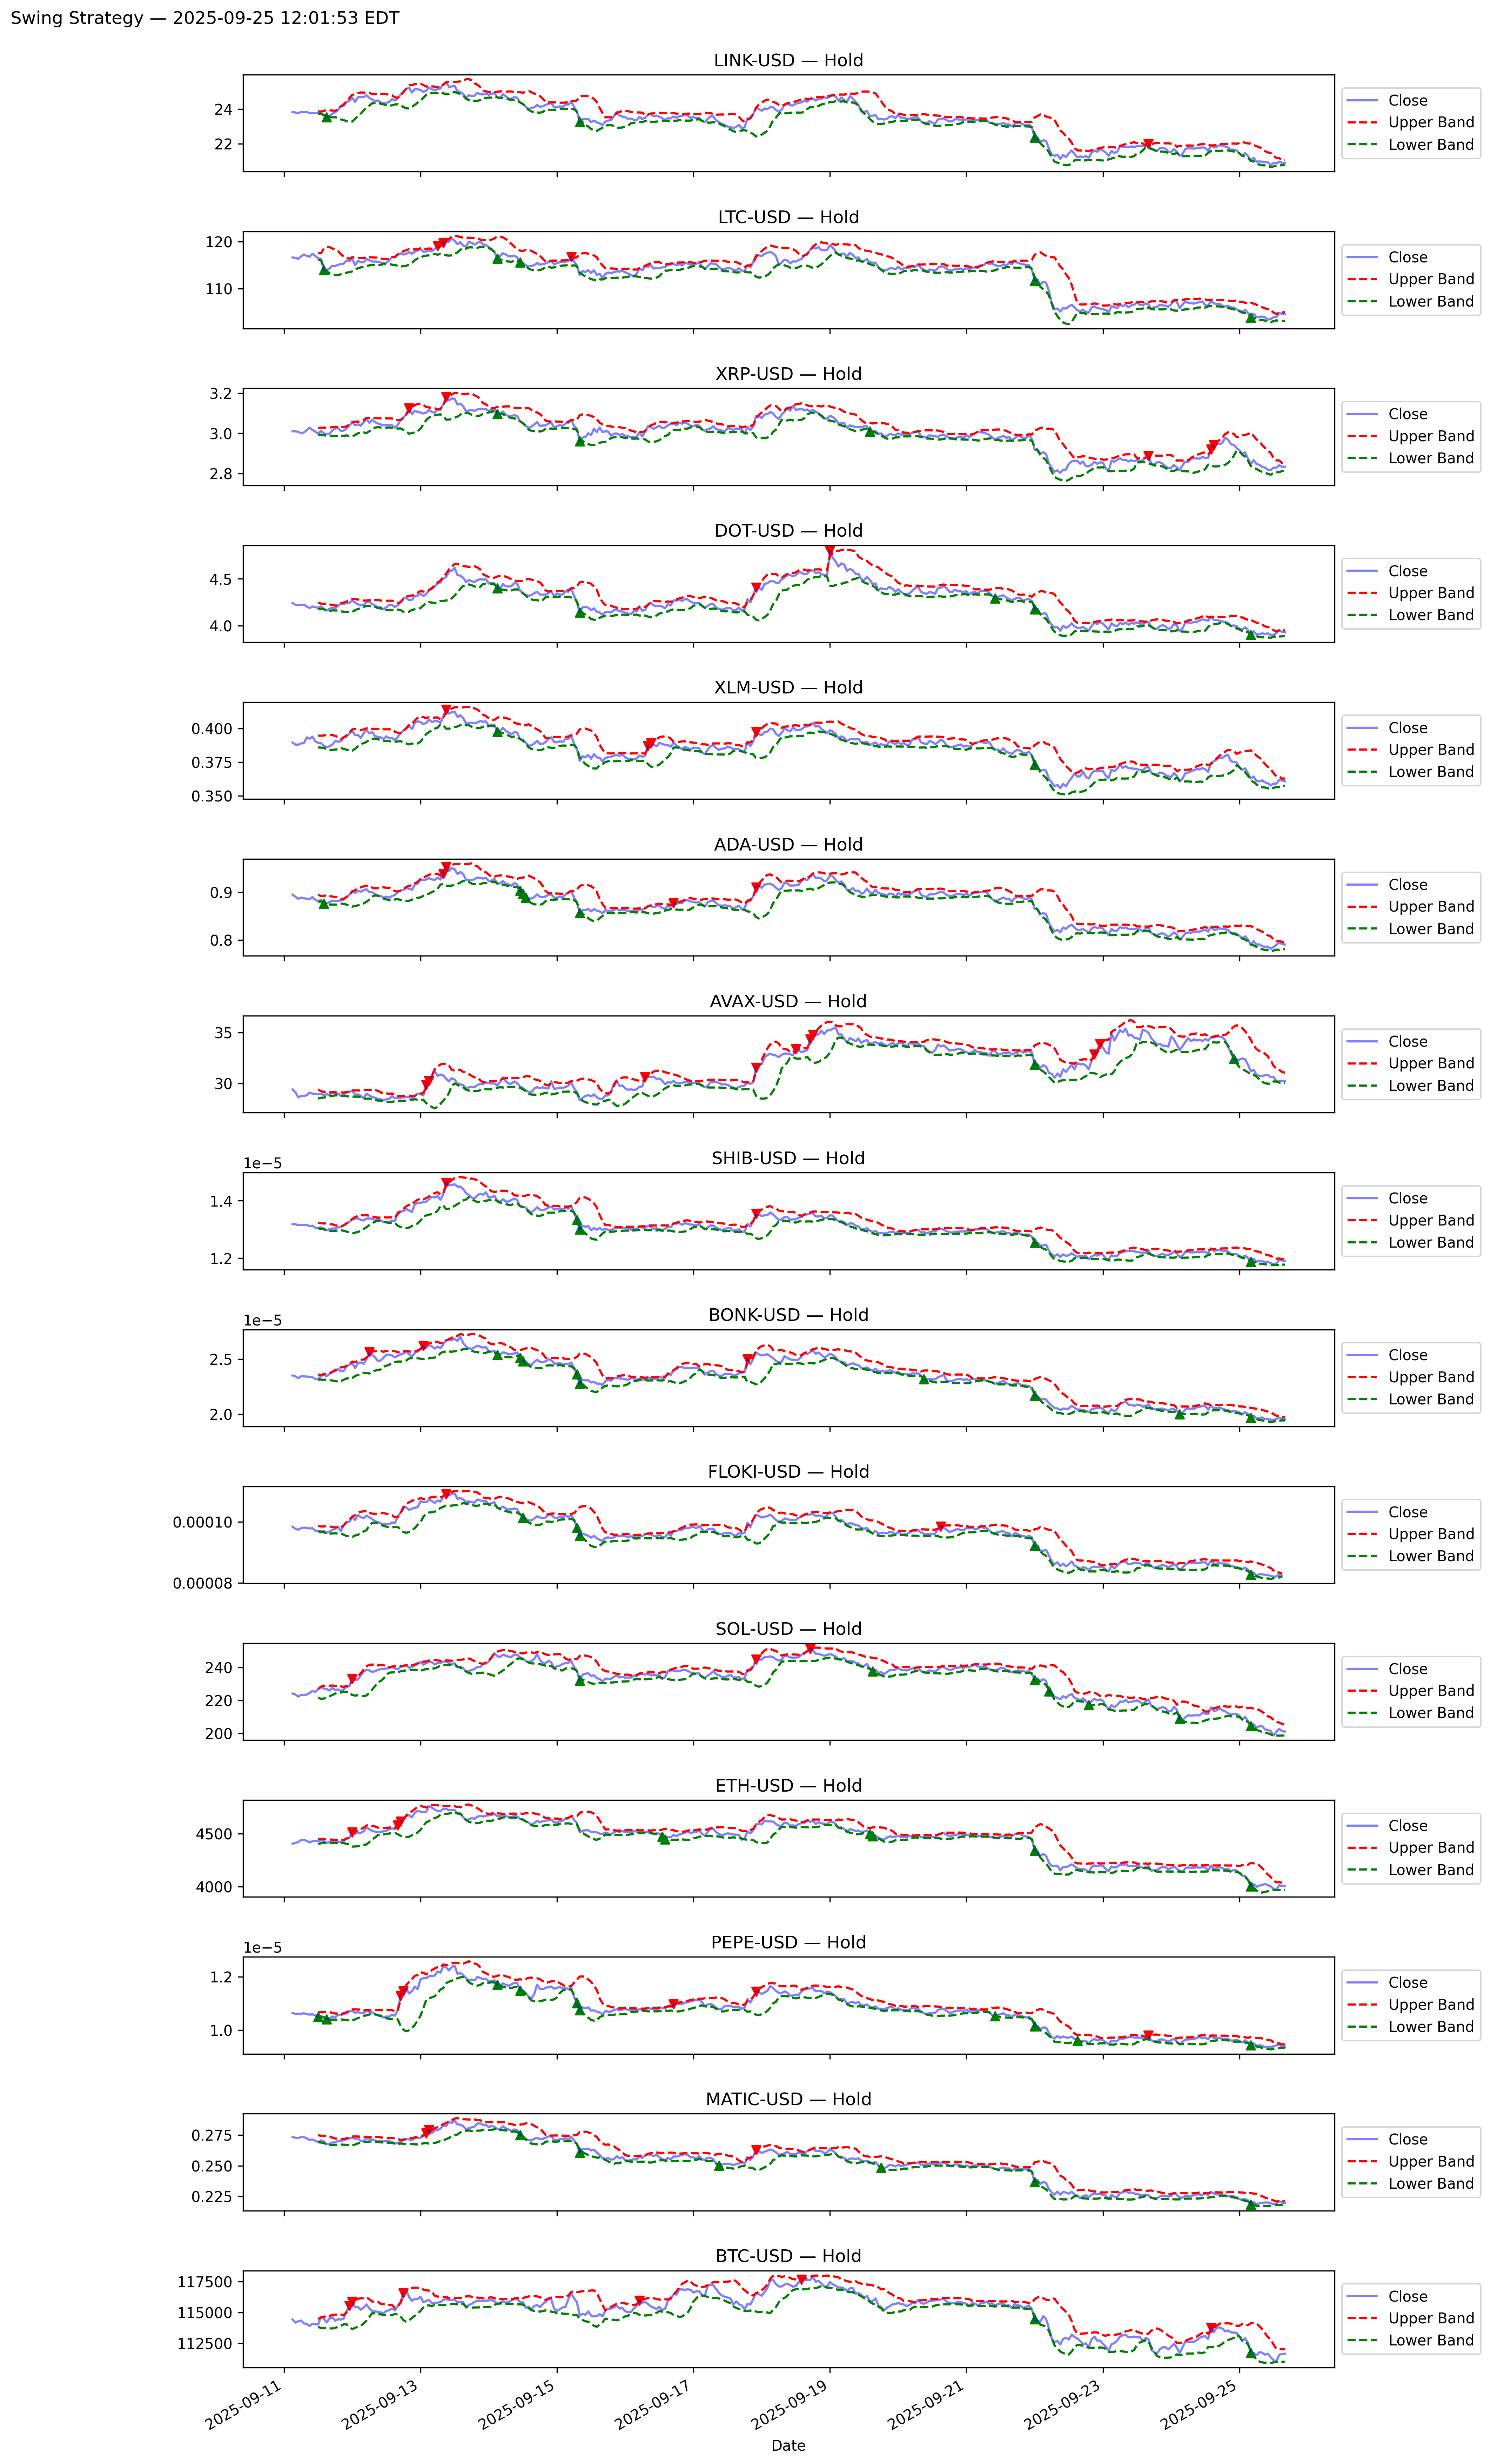 Swing Strategy — 2025-09-25 12:01:53 EDT
LINK-USD — Hold
24
22
Close
Upper Band
Lower Band
LTC-USD — Hold
120
110
Close
Upper Band
Lower Band
XRP-USD — Hold
3.2
3.0
2.8
Close
Upper Band
Lower Band
DOT-USD — Hold
4.5
4.0
Close
Upper Band
Lower Band
XLM-USD — Hold
0.400
0.375
0.350
Close
Upper Band
Lower Band
ADA-USD — Hold
0.9
0.8
Close
Upper Band
Lower Band
AVAX-USD — Hold
35
30
Close
Upper Band
Lower Band
SHIB-USD — Hold
1e−5
1.4
1.2
Close
Upper Band
Lower Band
BONK-USD — Hold
1e−5
2.5
2.0
Close
Upper Band
Lower Band
FLOKI-USD — Hold
0.00010
0.00008
Close
Upper Band
Lower Band
SOL-USD — Hold
240
220
200
Close
Upper Band
Lower Band
ETH-USD — Hold
4500
4000
Close
Upper Band
Lower Band
PEPE-USD — Hold
1e−5
1.2
1.0
Close
Upper Band
Lower Band
MATIC-USD — Hold
0.275
0.250
0.225
Close
Upper Band
Lower Band
BTC-USD — Hold
117500
115000
112500
Close
Upper Band
Lower Band
2025-09-11
2025-09-13
2025-09-15
2025-09-17
2025-09-19
2025-09-21
2025-09-23
2025-09-25
Date